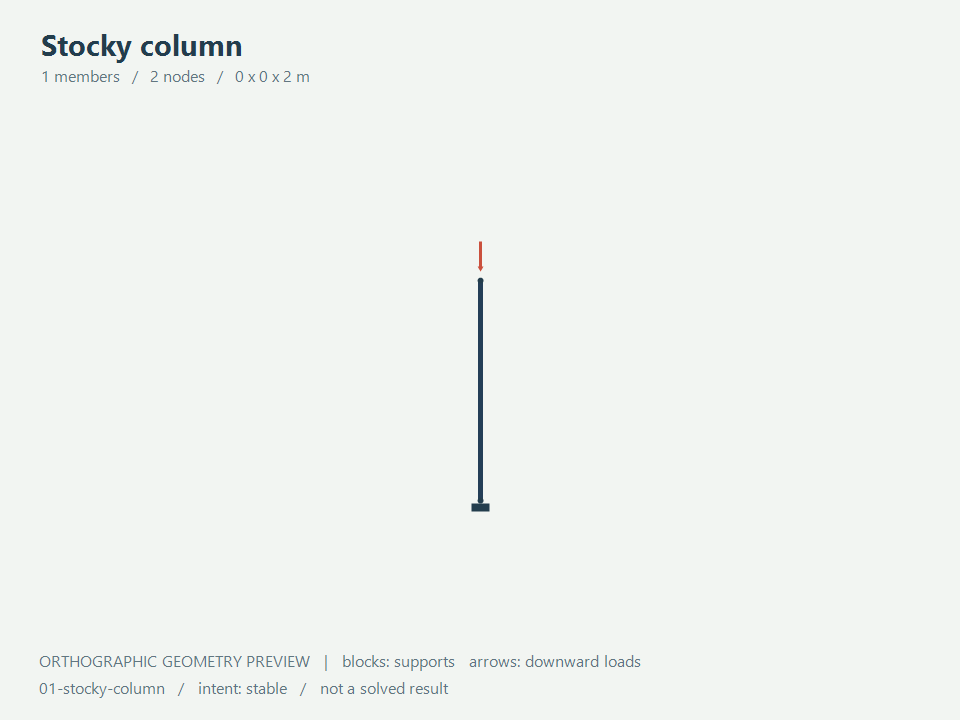 Stocky column
1 members / 2 nodes / 0 x 0 x 2 m
ORTHOGRAPHIC GEOMETRY PREVIEW | blocks: supports arrows: downward loads
01-stocky-column / intent: stable / not a solved result